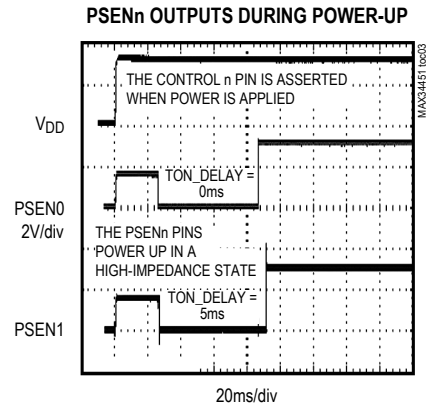 PSENn OUTPUTS DURING POWER-UP
MAX34451 toc03
THE CONTROL n PIN IS ASSERTED
WHEN POWER IS APPLIED
VDD
TON_DELAY =
0ms
PSEN0
2V/div
THE PSENn PINS
POWER UP IN A
HIGH-IMPEDANCE STATE
TON_DELAY =
5ms
PSEN1
20ms/div